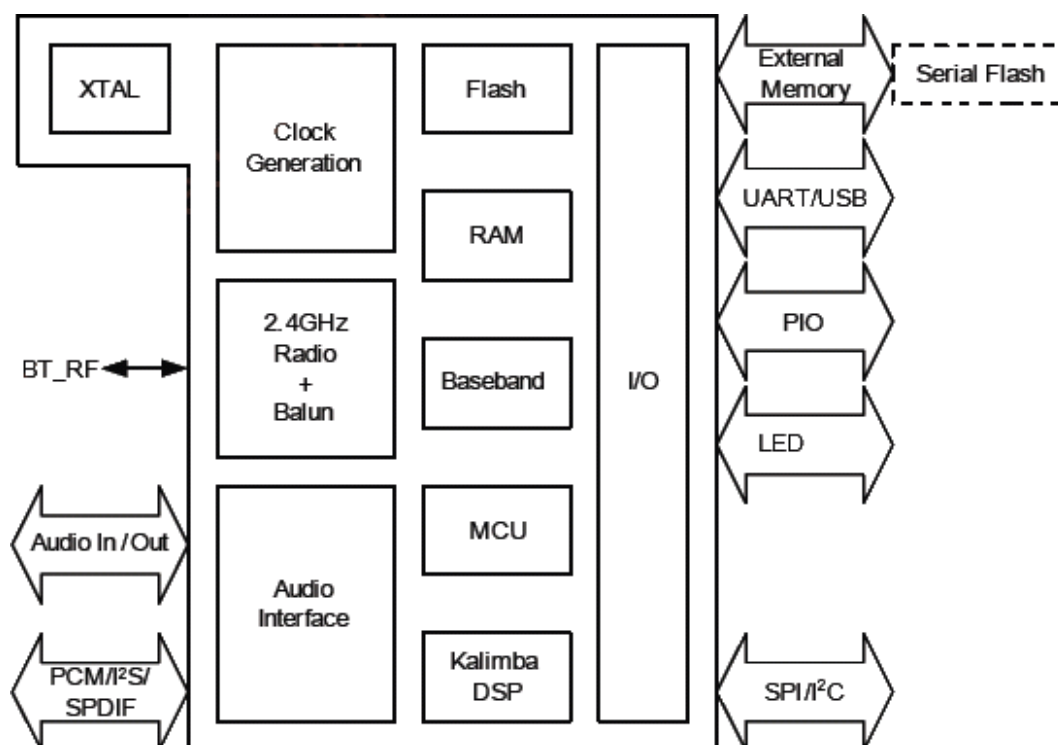 XTAL
Clock
Generation
Flash
External
Memory
Serial Flash
RAM
UART/USB
2.4GHz
Radio
+
Balun
BT_RF
Baseband
I/O
PIO
LED
Audio In/Out
Audio
Interface
MCU
PCM/I²S/
SPDIF
Kalimba
DSP
SPI/I²C